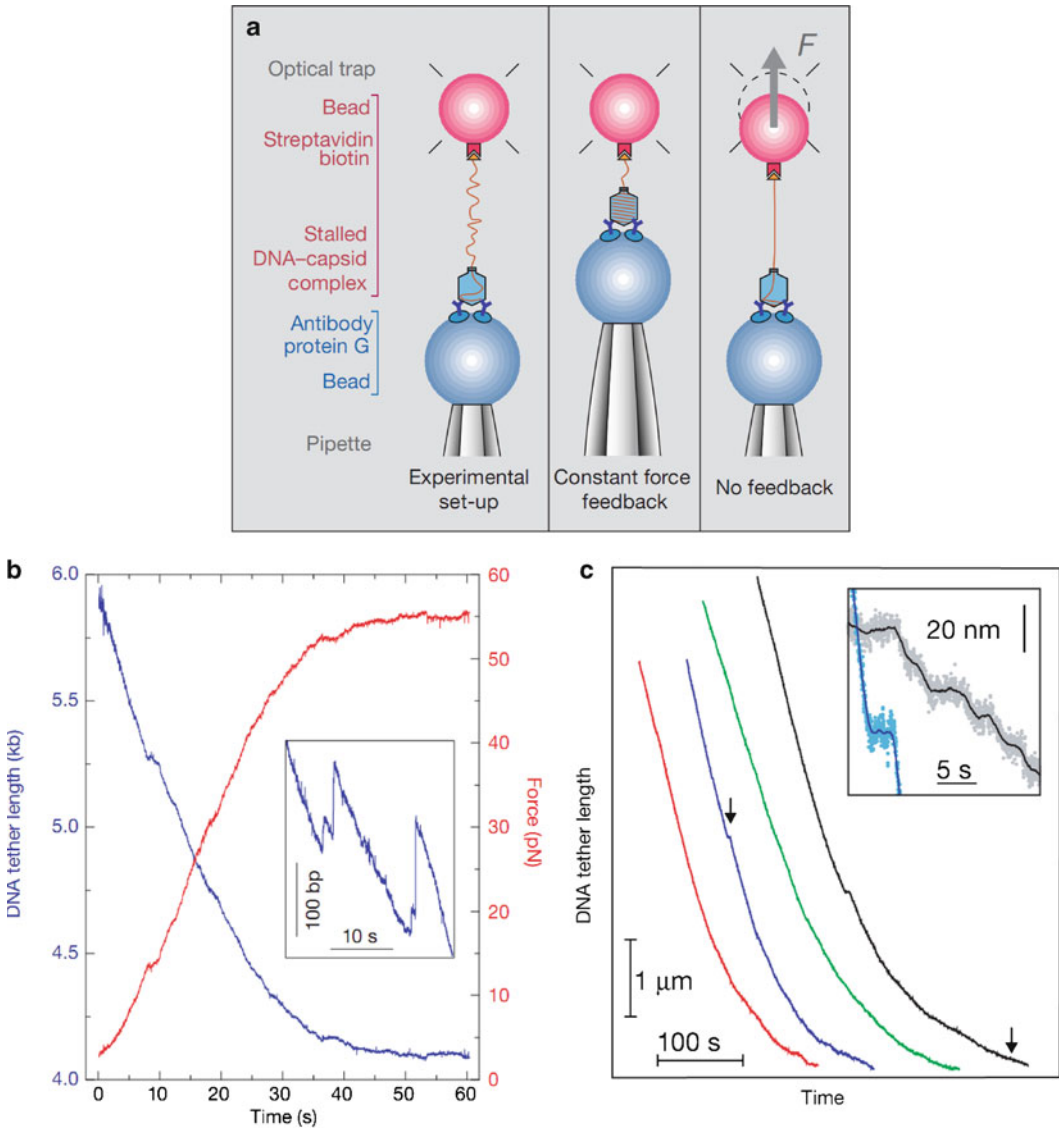 a
Optical trap
Bead
Streptavidin
biotin
Stalled
DNA–capsid
complex
Antibody
protein G
Bead
Pipette
F
Experimental
set-up
Constant force
feedback
No feedback
b
6.0
5.5
5.0
4.5
4.0
DNA tether length (kb)
60
50
40
30
20
10
0
Force (pN)
100 bp
10 s
0 10 20 30 40 50 60
Time (s)
c
20 nm
5 s
DNA tether length
1 μm
100 s
Time